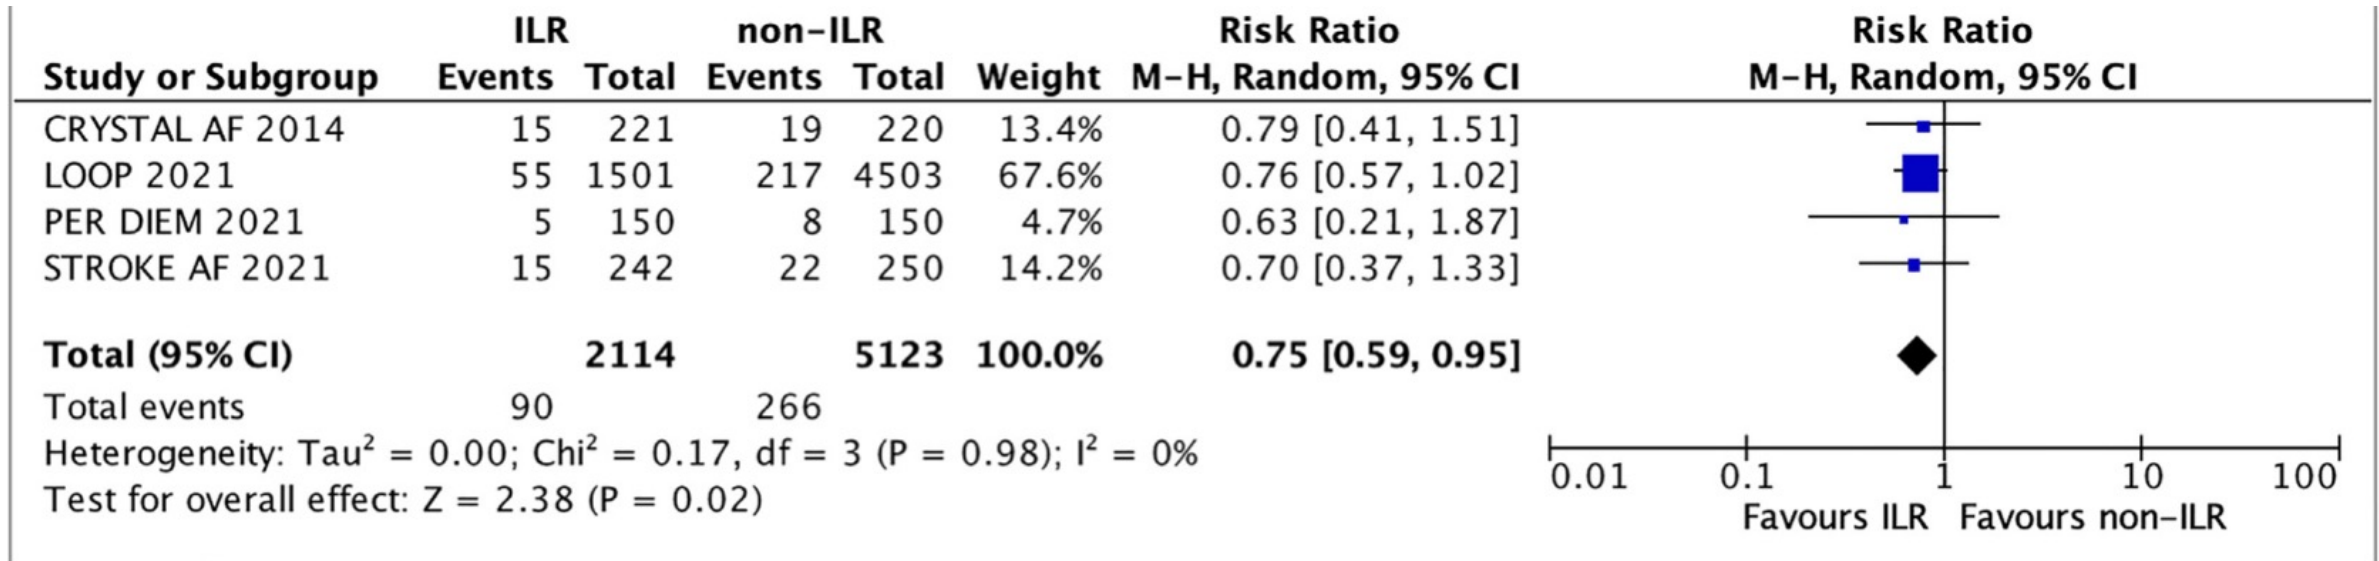 ILR non-ILR Risk Ratio Risk Ratio
Study or Subgroup Events Total Events Total Weight M-H, Random, 95% CI M-H, Random, 95% CI
CRYSTAL AF 2014 15 221 19 220 13.4% 0.79 [0.41, 1.51]
LOOP 2021 55 1501 217 4503 67.6% 0.76 [0.57, 1.02]
PER DIEM 2021 5 150 8 150 4.7% 0.63 [0.21, 1.87]
STROKE AF 2021 15 242 22 250 14.2% 0.70 [0.37, 1.33]
Total (95% CI) 2114 5123 100.0% 0.75 [0.59, 0.95]
Total events 90 266
Heterogeneity: Tau² = 0.00; Chi² = 0.17, df = 3 (P = 0.98); I² = 0%
Test for overall effect: Z = 2.38 (P = 0.02)
0.01 0.1 1 10 100
Favours ILR Favours non-ILR